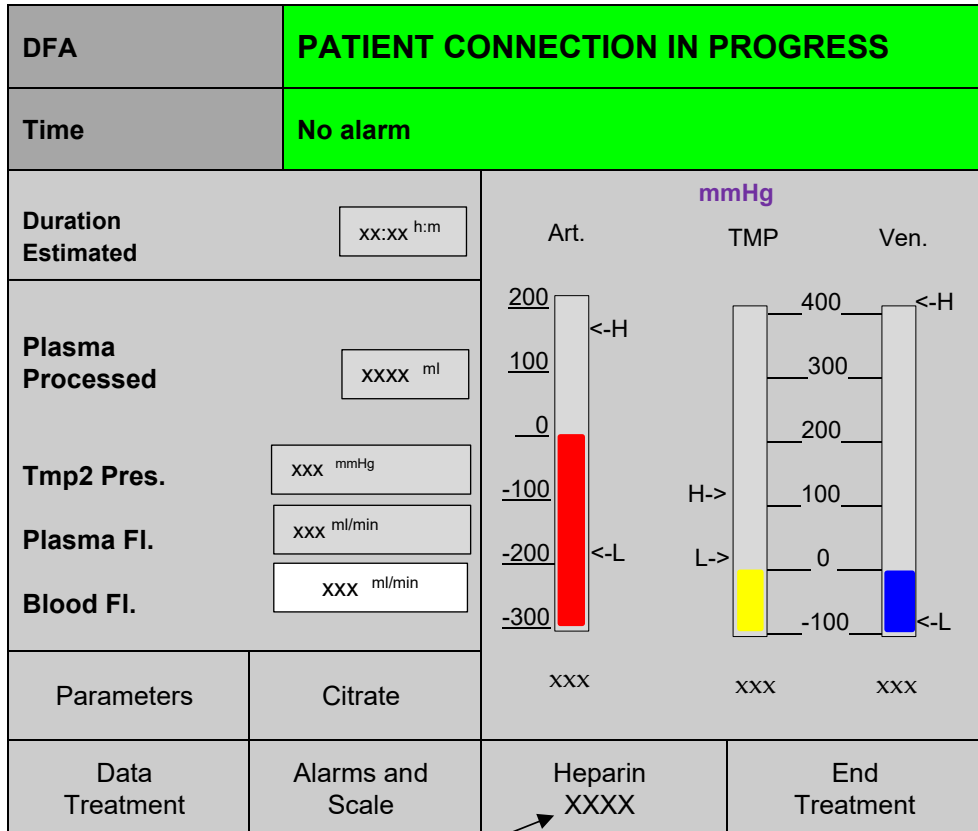 DFA
PATIENT CONNECTION IN PROGRESS
Time
No alarm
Duration
Estimated
xx:xx h:m
Plasma
Processed
xxxx ml
Tmp2 Pres.
xxx mmHg
Plasma Fl.
xxx ml/min
Blood Fl.
xxx ml/min
mmHg
Art. TMP Ven.
200
<-H
100
0
-100
-200
<-L
-300
xxx
400
<-H
300
200
H->
100
L->
0
-100
<-L
xxx
xxx
Parameters
Citrate
Data
Treatment
Alarms and
Scale
Heparin
XXXX
End
Treatment